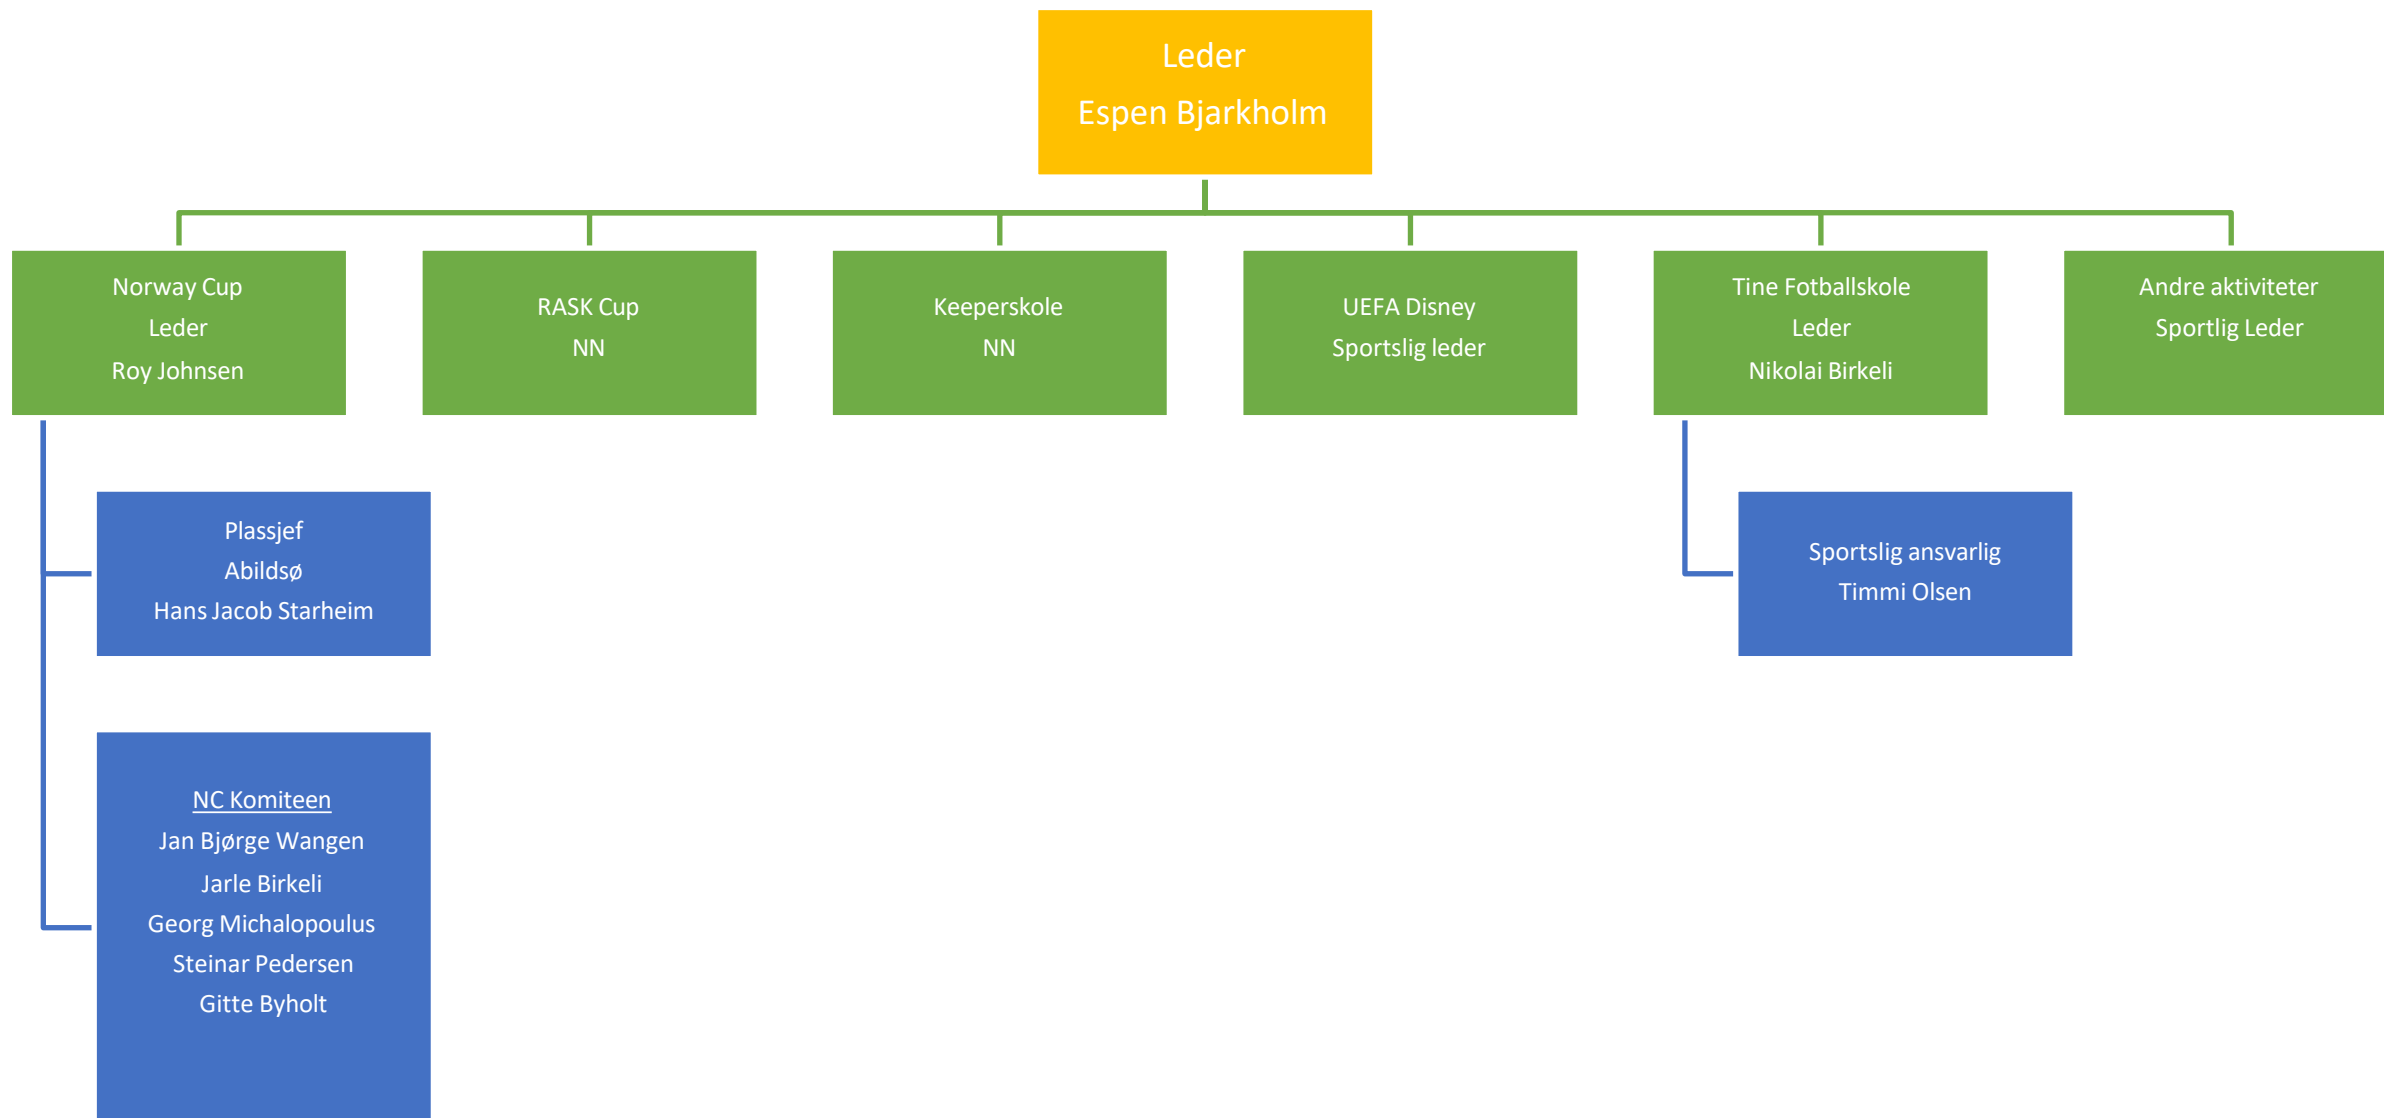 Leder
Espen Bjarkholm
Norway Cup
Leder
Roy Johnsen
RASK Cup
NN
Keeperskole
NN
UEFA Disney
Sportslig leder
Tine Fotballskole
Leder
Nikolai Birkeli
Andre aktiviteter
Sportlig Leder
Plassjef
Abildsø
Hans Jacob Starheim
Sportslig ansvarlig
Timmi Olsen
NC Komiteen
Jan Bjørge Wangen
Jarle Birkeli
Georg Michalopoulus
Steinar Pedersen
Gitte Byholt